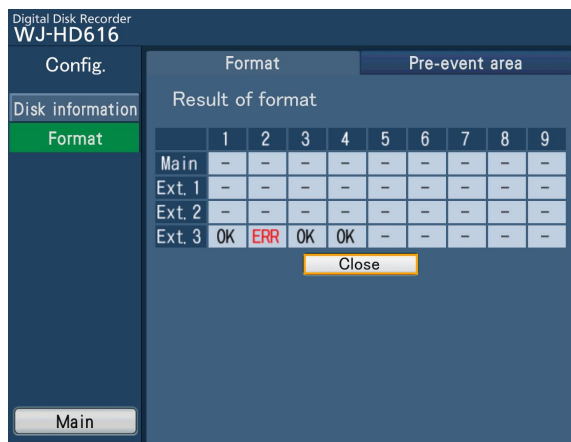 Digital Disk Recorder
WJ-HD616
Config.
Format Pre-event area
Disk information
Format
Result of format
1 2 3 4 5 6 7 8 9
Main – – – – – – – – –
Ext. 1 – – – – – – – – –
Ext. 2 – – – – – – – – –
Ext. 3 OK ERR OK OK – – – – –
Close
Main